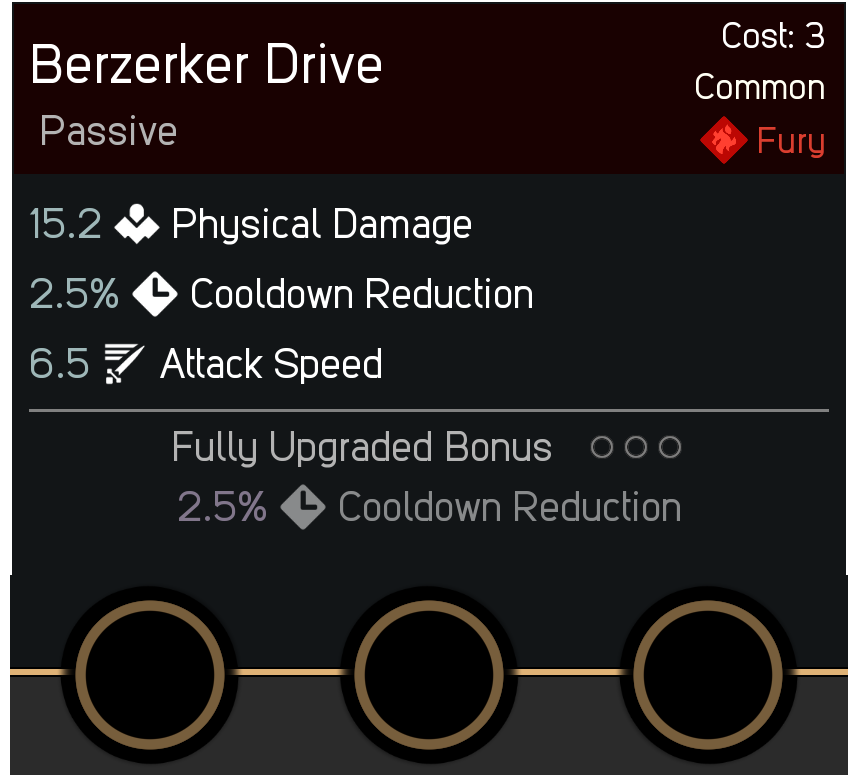 Berzerker Drive
Passive
Cost: 3
Common
Fury
15.2 Physical Damage
2.5% Cooldown Reduction
6.5 Attack Speed
Fully Upgraded Bonus
2.5% Cooldown Reduction